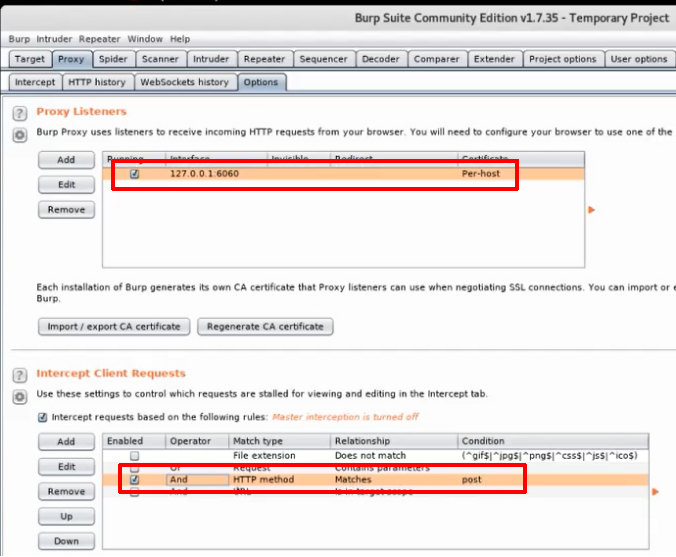 Burp Suite Community Edition v1.7.35 - Temporary Project
Burp Intruder Repeater Window Help
Target Proxy Spider Scanner Intruder Repeater Sequencer Decoder Comparer Extender Project options User options
Intercept HTTP history WebSockets history Options
? Proxy Listeners
Burp Proxy uses listeners to receive incoming HTTP requests from your browser. You will need to configure your browser to use one of the
Add Running Interface Invisible Redirect Certificate
127.0.0.1:6060 Per-host
Edit
Remove
Each installation of Burp generates its own CA certificate that Proxy listeners can use when negotiating SSL connections. You can import or e
Burp.
Import / export CA certificate Regenerate CA certificate
? Intercept Client Requests
Use these settings to control which requests are stalled for viewing and editing in the Intercept tab.
Intercept requests based on the following rules: Master interception is turned off
Add Enabled Operator Match type Relationship Condition
File extension Does not match (^gif$|^jpg$|^png$|^css$|^js$|^ico$)
Edit Or Request Contains parameters
And HTTP method Matches post
Remove And URL Is in target scope
Up
Down